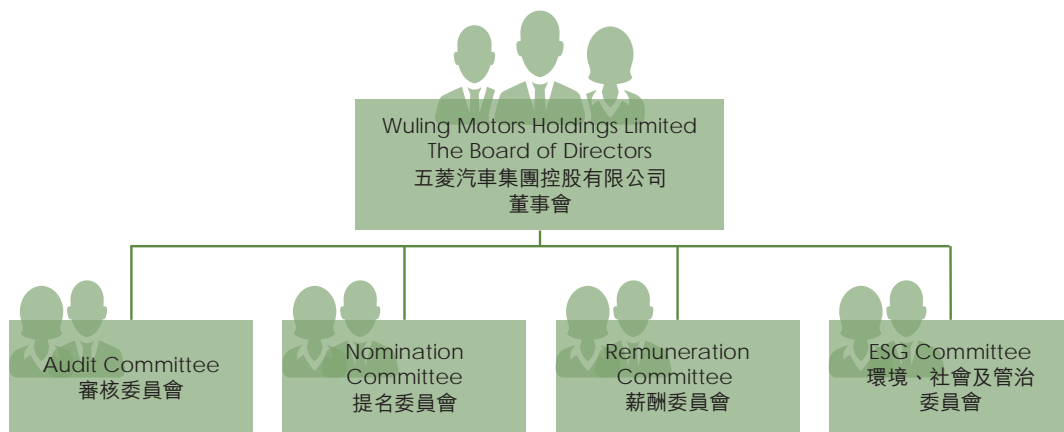 Wuling Motors Holdings Limited
The Board of Directors
五菱汽車集團控股有限公司
董事會
Audit Committee
審核委員會
Nomination
Committee
提名委員會
Remuneration
Committee
薪酬委員會
ESG Committee
環境、社會及管治
委員會